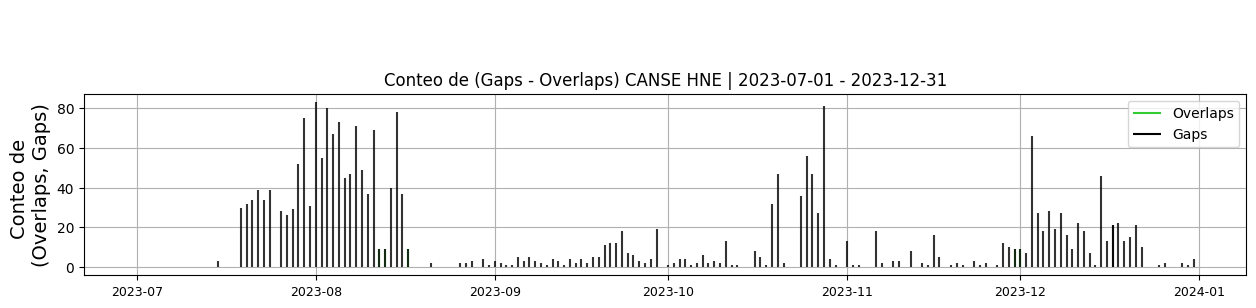 Conteo de (Gaps - Overlaps) CANSE HNE | 2023-07-01 - 2023-12-31
Conteo de
(Overlaps, Gaps)
80
60
40
20
0
Overlaps
Gaps
2023-07
2023-08
2023-09
2023-10
2023-11
2023-12
2024-01